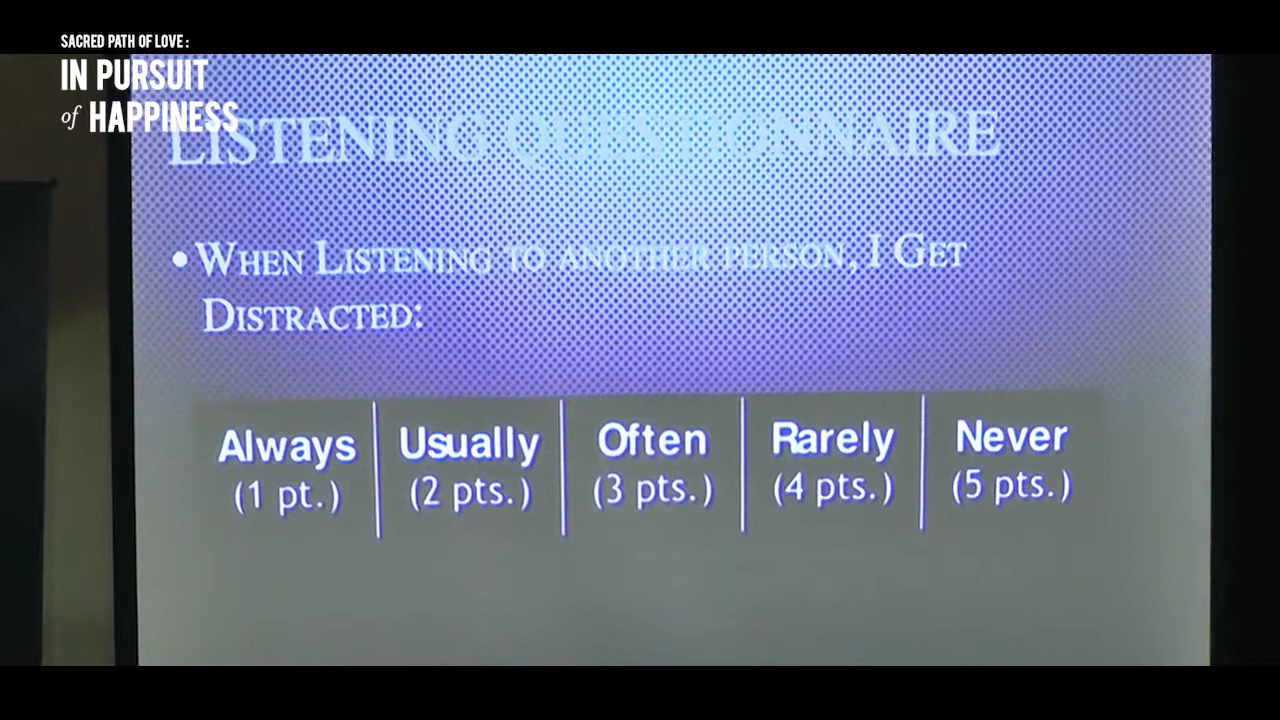 SACRED PATH OF LOVE :
IN PURSUIT
of HAPPINESS
LISTENING QUESTIONNAIRE
• WHEN LISTENING TO ANOTHER PERSON, I GET
DISTRACTED:
Always Usually Often Rarely Never
(1 pt.) (2 pts.) (3 pts.) (4 pts.) (5 pts.)